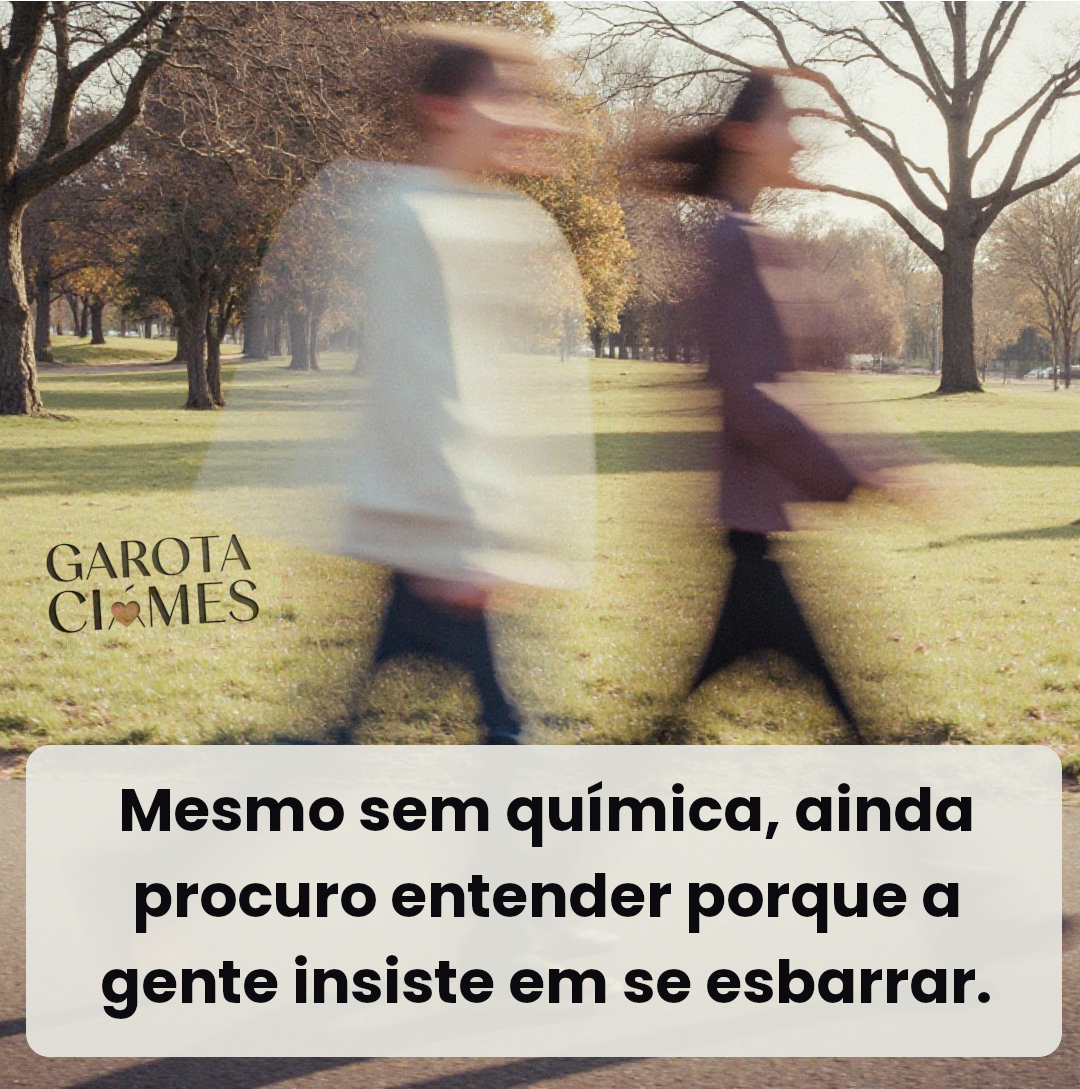 GAROTA
CIÚMES
Mesmo sem química, ainda
procuro entender porque a
gente insiste em se esbarrar.